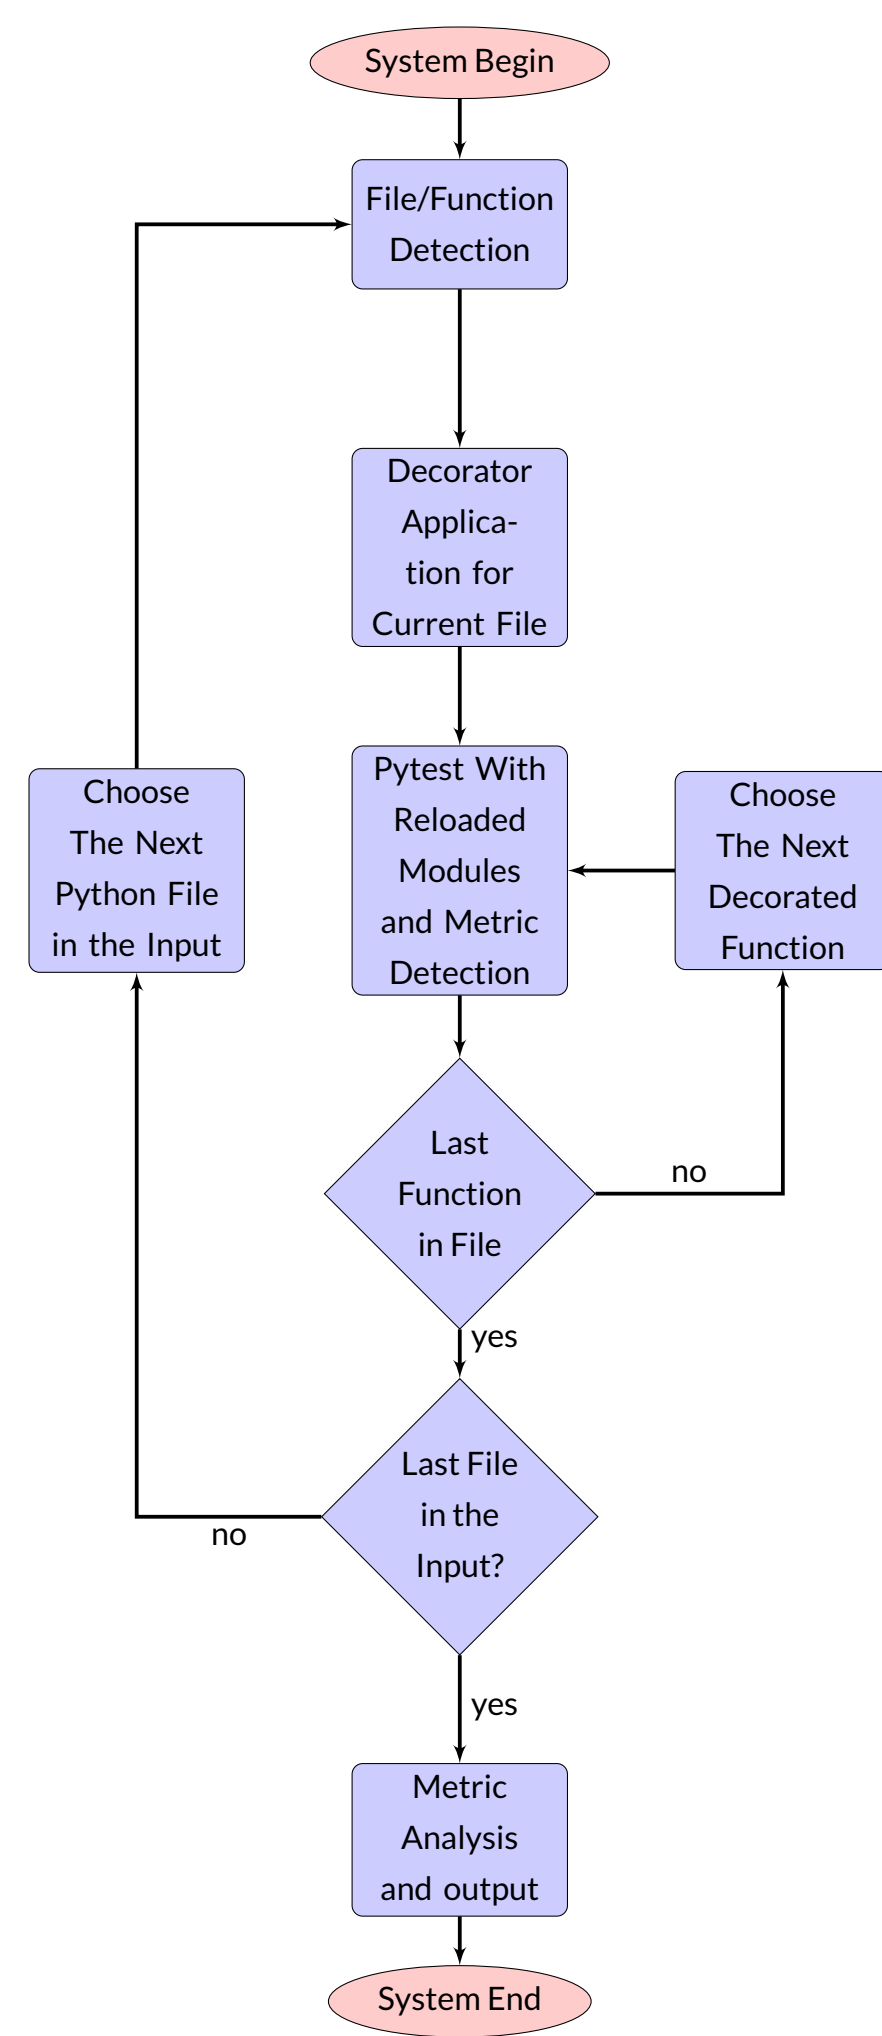 System Begin
File/Function
Detection
Decorator
Applica-
tion for
Current File
Pytest With
Reloaded
Modules
and Metric
Detection
Choose
The Next
Python File
in the Input
Choose
The Next
Decorated
Function
Last
Function
in File
no
yes
Last File
in the
Input?
no
yes
Metric
Analysis
and output
System End